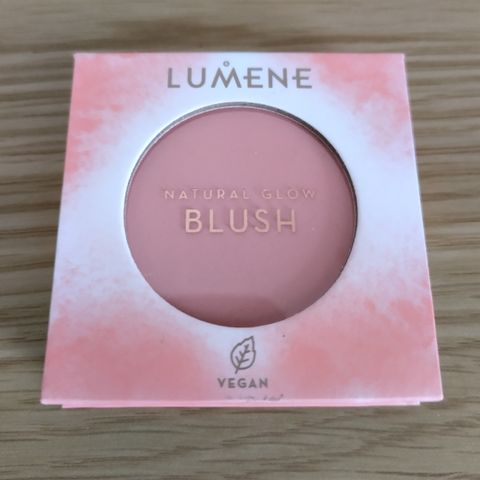 LUMENE
NATURAL GLOW
BLUSH
VEGAN